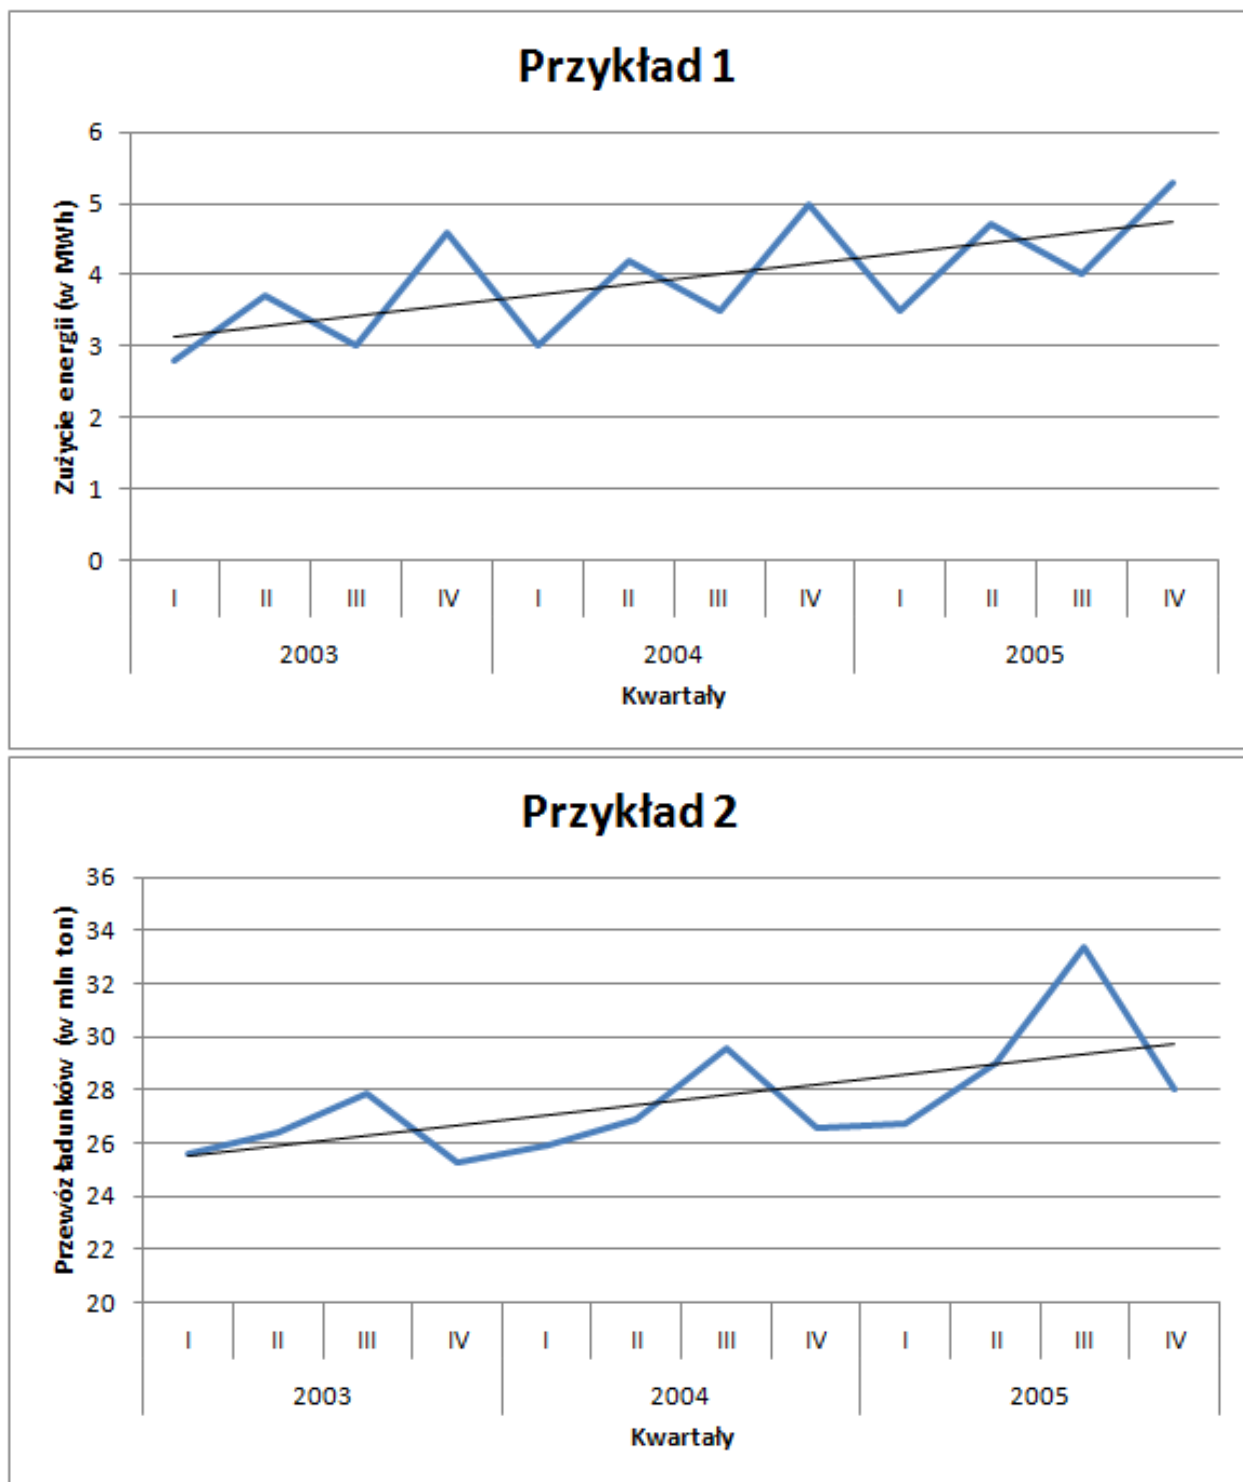 Przykład 1
Zużycie energii (w MWh)
6
5
4
3
2
1
0
I II III IV I II III IV I II III IV
2003 2004 2005
Kwartały
Przykład 2
Przewóz ładunków (w mln ton)
36
34
32
30
28
26
24
22
20
I II III IV I II III IV I II III IV
2003 2004 2005
Kwartały